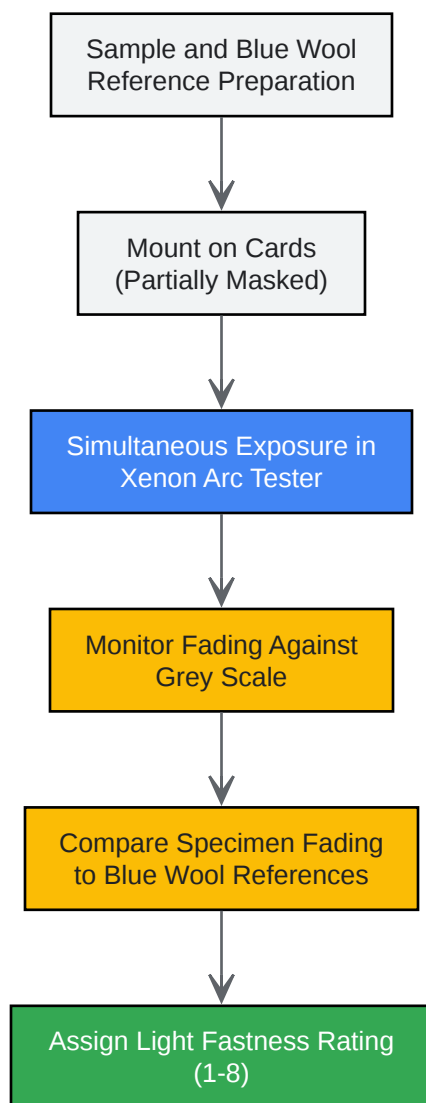 Sample and Blue Wool
Reference Preparation
Mount on Cards
(Partially Masked)
Simultaneous Exposure in
Xenon Arc Tester
Monitor Fading Against
Grey Scale
Compare Specimen Fading
to Blue Wool References
Assign Light Fastness Rating
(1-8)